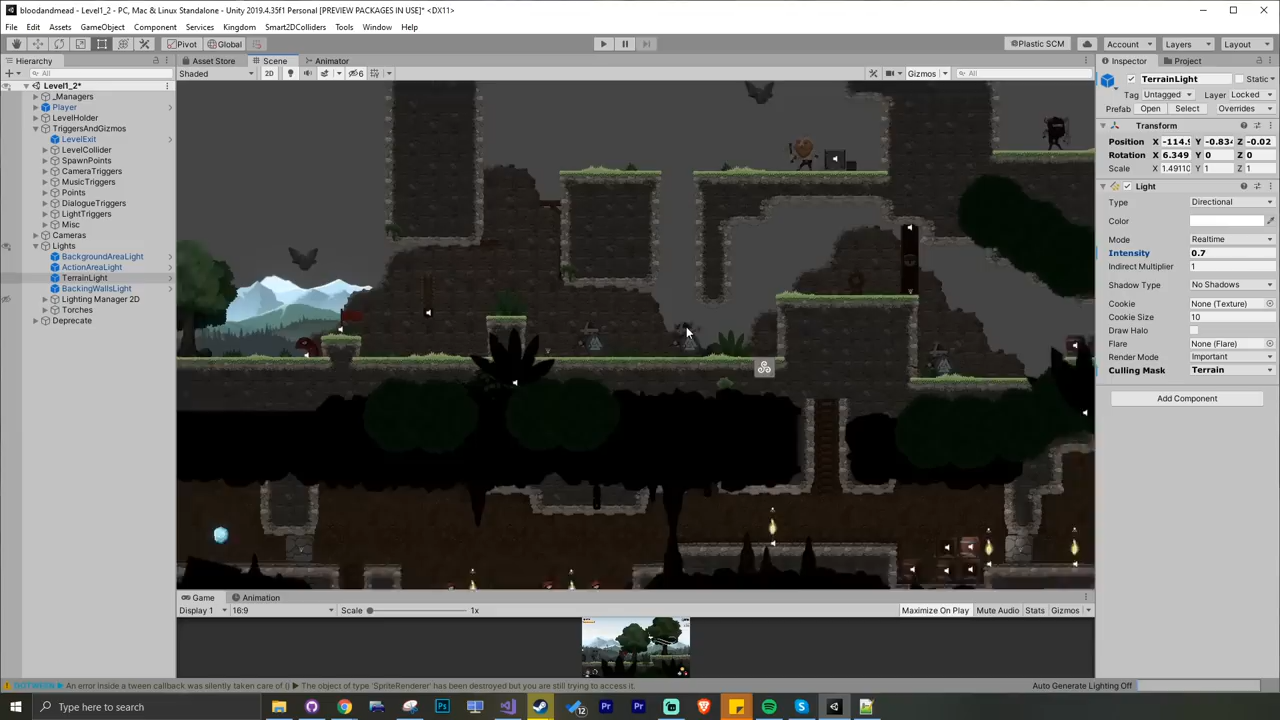 bloodandmead - Level1_2 - PC, Mac & Linux Standalone - Unity 2019.4.35f1 Personal [PREVIEW PACKAGES IN USE]* <DX11>
File Edit Assets GameObject Component Services Kingdom Smart2DColliders Tools Window Help
Pivot Global Plastic SCM Account Layers Layout
Hierarchy Asset Store Scene Animator Inspector Project
All Shaded 2D 6 Gizmos All
TerrainLight Static
Tag Untagged Layer Locked
Prefab Open Select Overrides
Level1_2*
_Managers
Player
LevelHolder
TriggersAndGizmos
LevelExit
LevelCollider
SpawnPoints
CameraTriggers
MusicTriggers
Points
DialogueTriggers
LightTriggers
Misc
Cameras
Lights
BackgroundAreaLight
ActionAreaLight
TerrainLight
BackingWallsLight
Lighting Manager 2D
Torches
Deprecate
Transform
Position X -114.! Y -0.834 Z -0.02
Rotation X 6.349 Y 0 Z 0
Scale X 1.4911( Y 1 Z 1
Light
Type Directional
Color
Mode Realtime
Intensity 0.7
Indirect Multiplier 1
Shadow Type No Shadows
Cookie None (Texture)
Cookie Size 10
Draw Halo
Flare None (Flare)
Render Mode Important
Culling Mask Terrain
Add Component
Game Animation
Display 1 16:9 Scale 1x Maximize On Play Mute Audio Stats Gizmos
An error inside a tween callback was silently taken care of () ► The object of type 'SpriteRenderer' has been destroyed but you are still trying to access it. Auto Generate Lighting Off
Type here to search
12